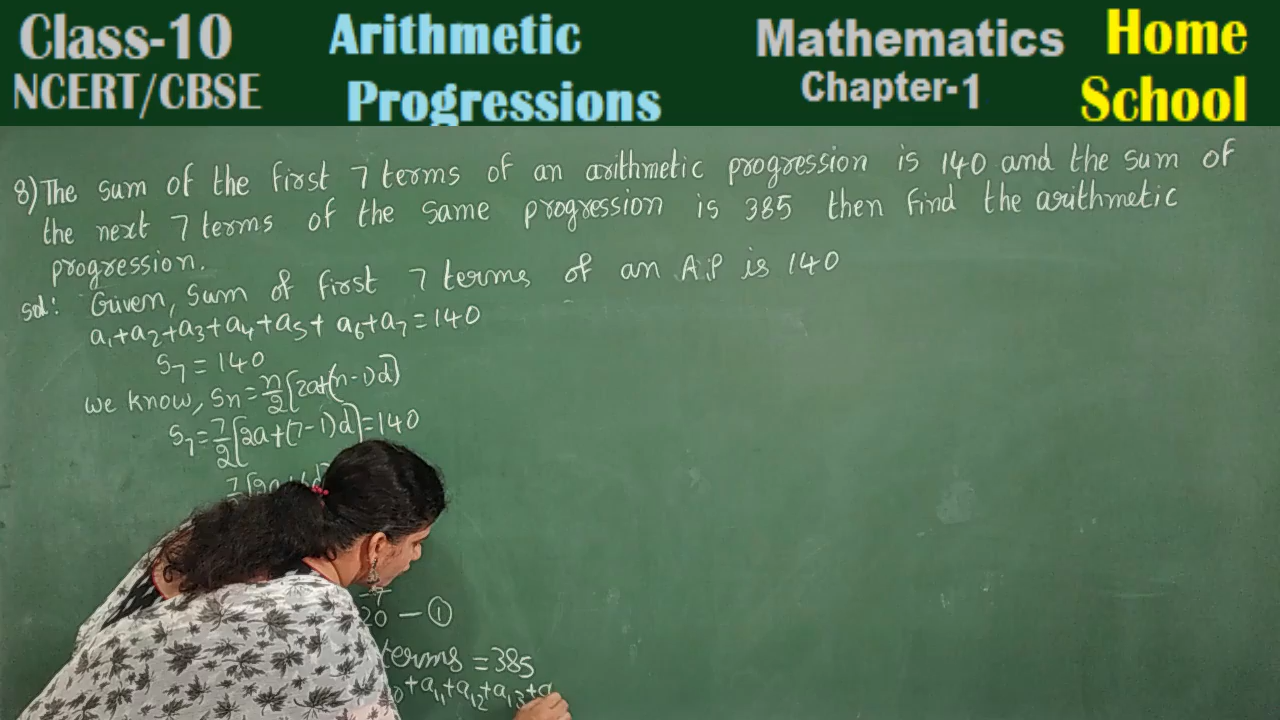 Class-10 Arithmetic Mathematics Home
NCERT/CBSE Progressions Chapter-1 School
8) The sum of the first 7 terms of an arithmetic progression is 140 and the sum of
the next 7 terms of the same progression is 385 then find the arithmetic
progression.
Sol: Given, Sum of first 7 terms of an A.P is 140
a₁+a₂+a₃+a₄+a₅+ a₆+a₇=140
S₇=140
we know, Sn=n/2[2a+(n-1)d]
S₇=7/2[2a+(7-1)d]=140
7/2[2a+6d]
20 — ①
terms =385
+a₁₁+a₁₂+a₁₃+a